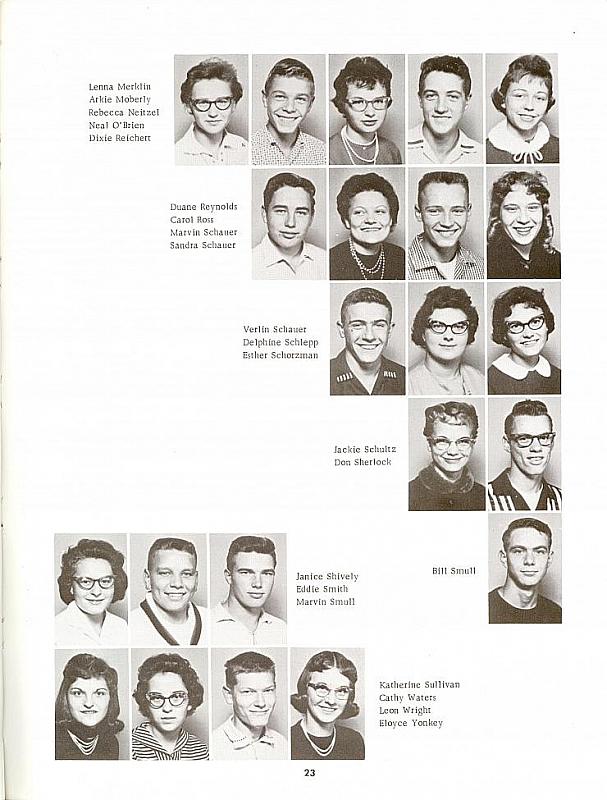 Lenna Merklin
Arkie Moberly
Rebecca Neitzel
Neal O'Brien
Dixie Reichert
Duane Reynolds
Carol Ross
Marvin Schauer
Sandra Schauer
Verlin Schauer
Delphine Schlepp
Esther Schorzman
Jackie Schultz
Don Sherlock
Bill Smull
Janice Shively
Eddie Smith
Marvin Smull
Katherine Sullivan
Cathy Waters
Leon Wright
Eloyce Yonkey
23